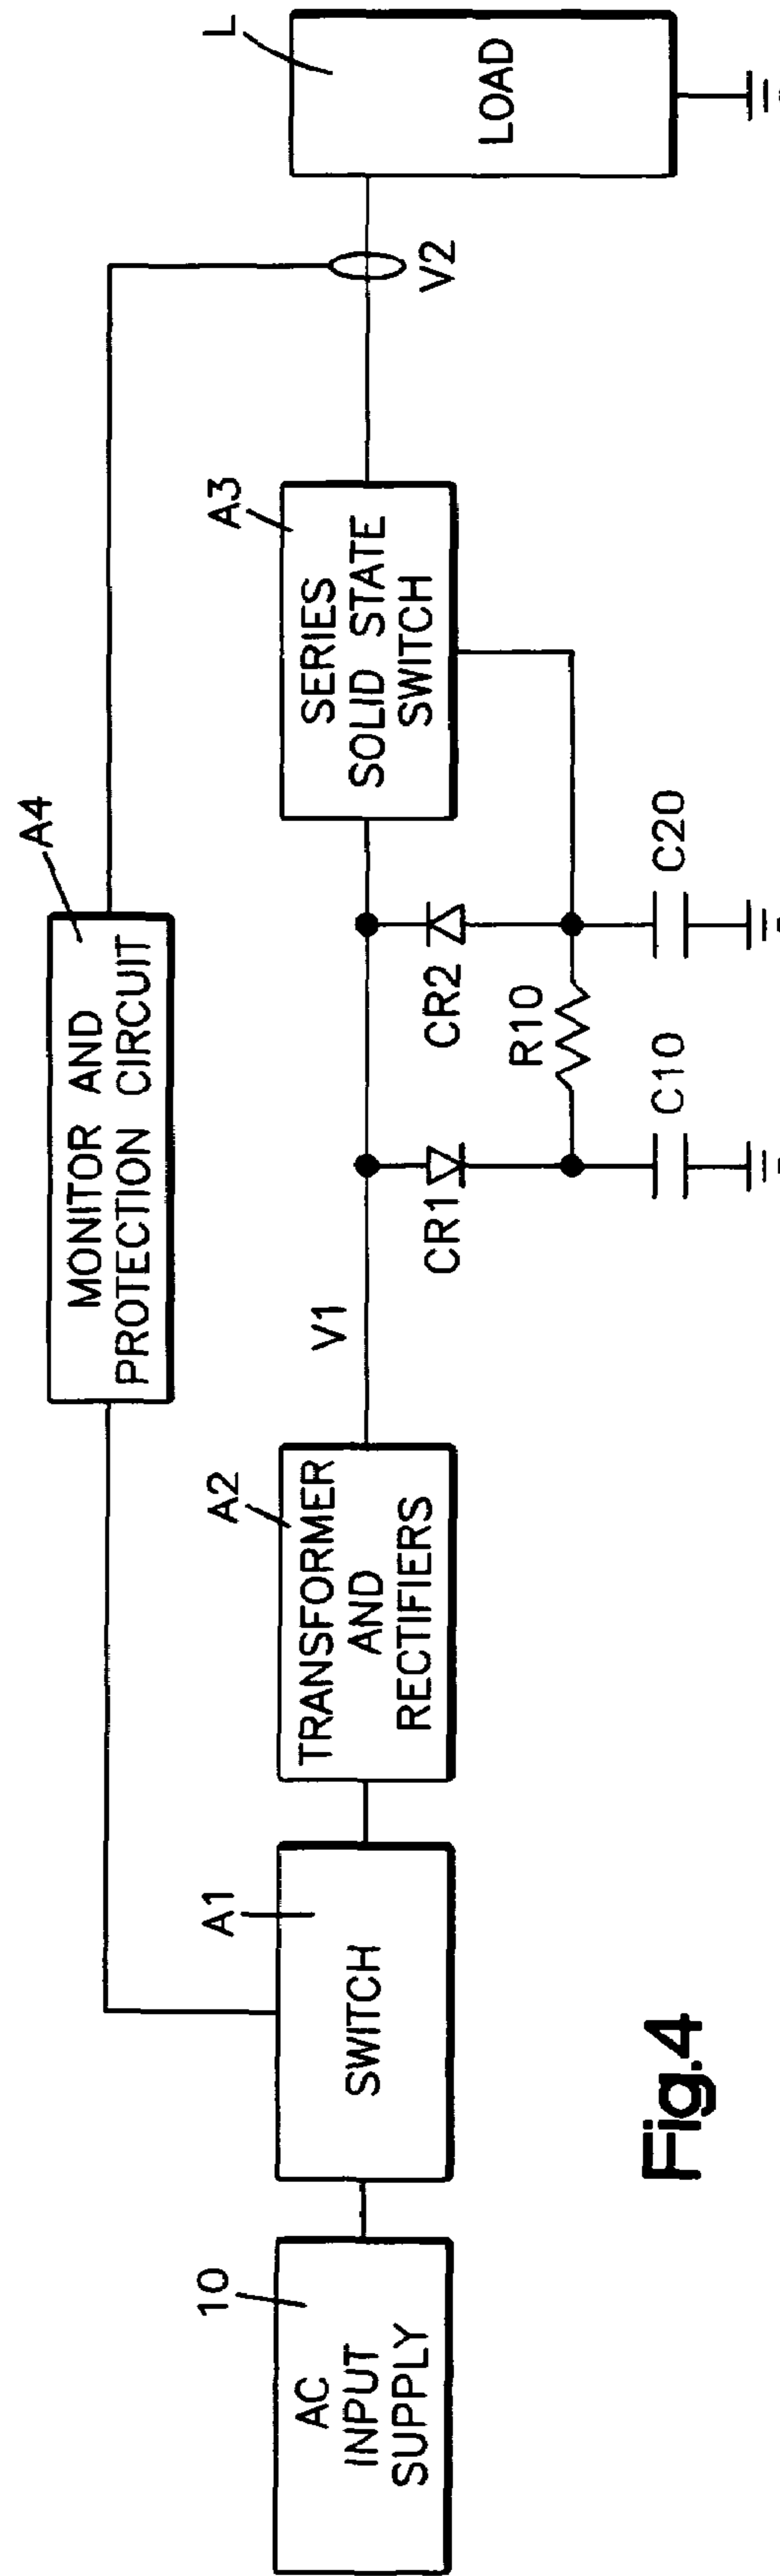 A4
MONITOR AND
PROTECTION CIRCUIT
10
AC
INPUT
SUPPLY
A1
SWITCH
A2
TRANSFORMER
AND
RECTIFIERS
V1
CR1
CR2
R10
C10
C20
A3
SERIES
SOLID STATE
SWITCH
V2
L
LOAD
Fig.4